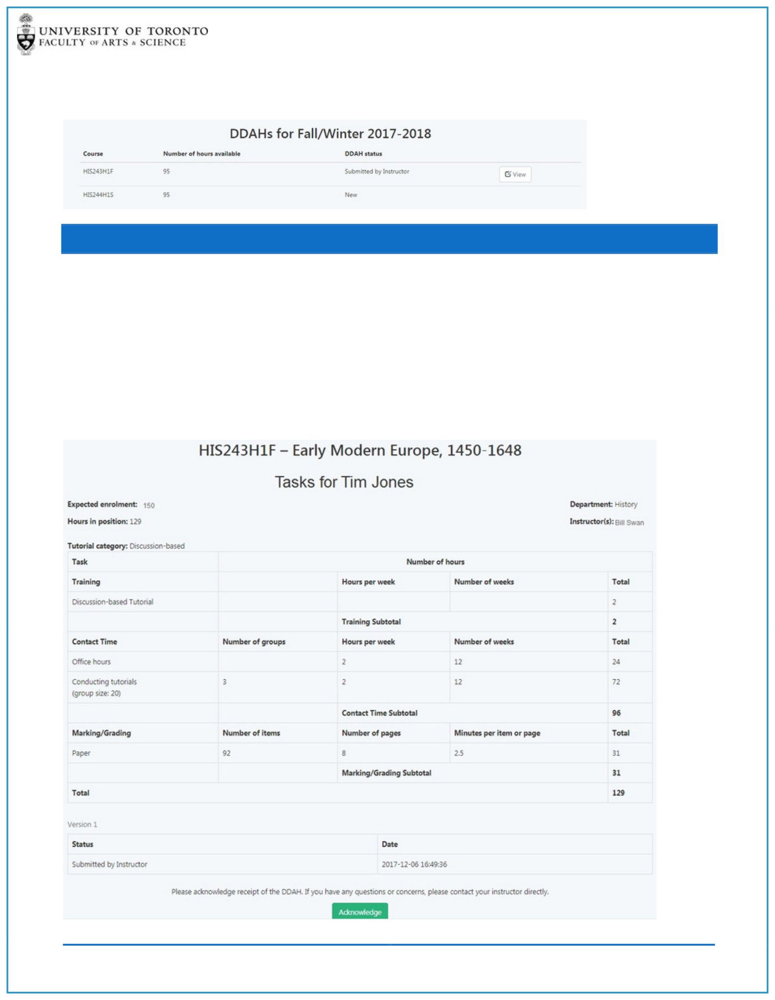 UNIVERSITY OF TORONTO
FACULTY OF ARTS & SCIENCE
DDAHs for Fall/Winter 2017-2018
Course Number of hours available DDAH status
HIS243H1F 95 Submitted by Instructor View
HIS244H1S 95 New
HIS243H1F – Early Modern Europe, 1450-1648
Tasks for Tim Jones
Expected enrolment: 150 Department: History
Hours in position: 129 Instructor(s): Bill Swan
Tutorial category: Discussion-based
Task Number of hours
Training Hours per week Number of weeks Total
Discussion-based Tutorial 2
Training Subtotal 2
Contact Time Number of groups Hours per week Number of weeks Total
Office hours 2 12 24
Conducting tutorials 3 2 12 72
(group size: 20)
Contact Time Subtotal 96
Marking/Grading Number of items Number of pages Minutes per item or page Total
Paper 92 8 2.5 31
Marking/Grading Subtotal 31
Total 129
Version 1
Status Date
Submitted by Instructor 2017-12-06 16:49:36
Please acknowledge receipt of the DDAH. If you have any questions or concerns, please contact your instructor directly.
Acknowledge